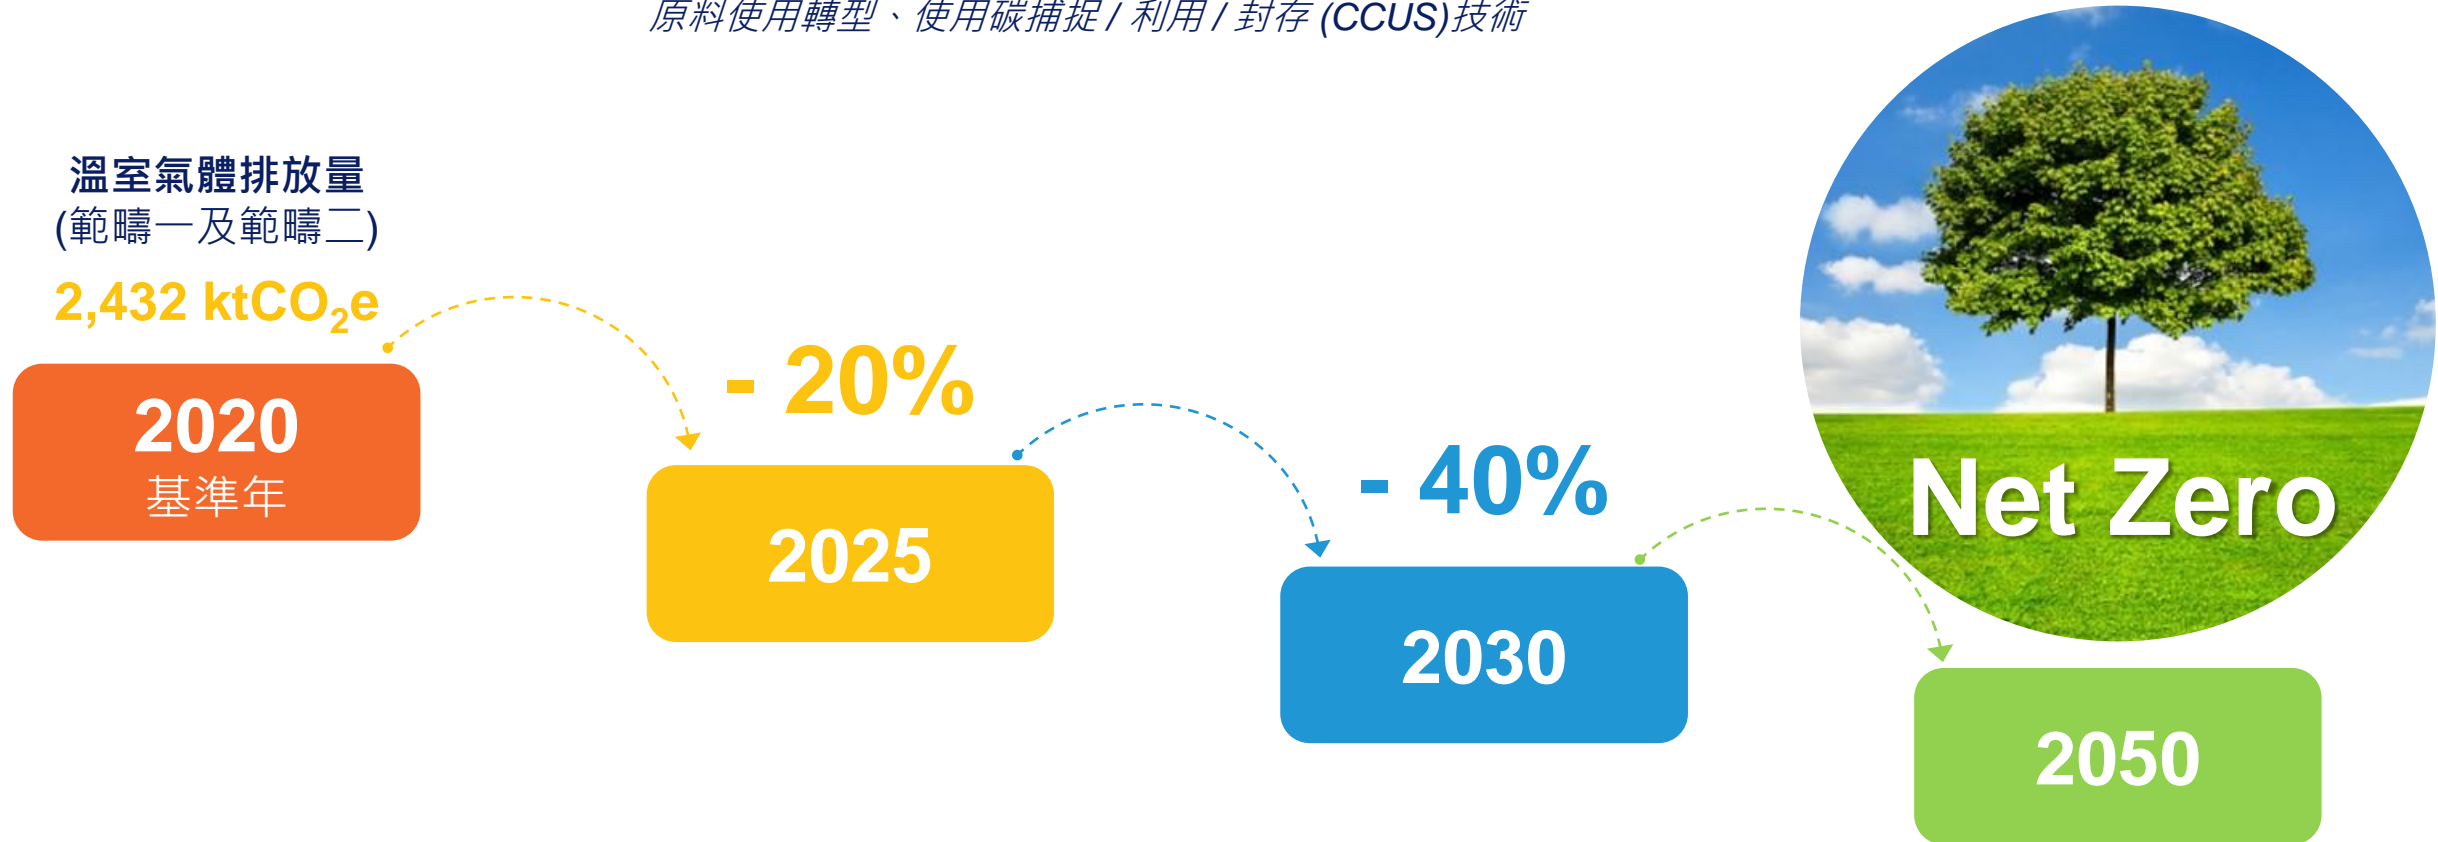 原料使用轉型、使用碳捕捉 / 利用 / 封存 (CCUS)技術
溫室氣體排放量
(範疇一及範疇二)
2,432 ktCO₂e
2020
基準年
- 20%
2025
- 40%
2030
Net Zero
2050